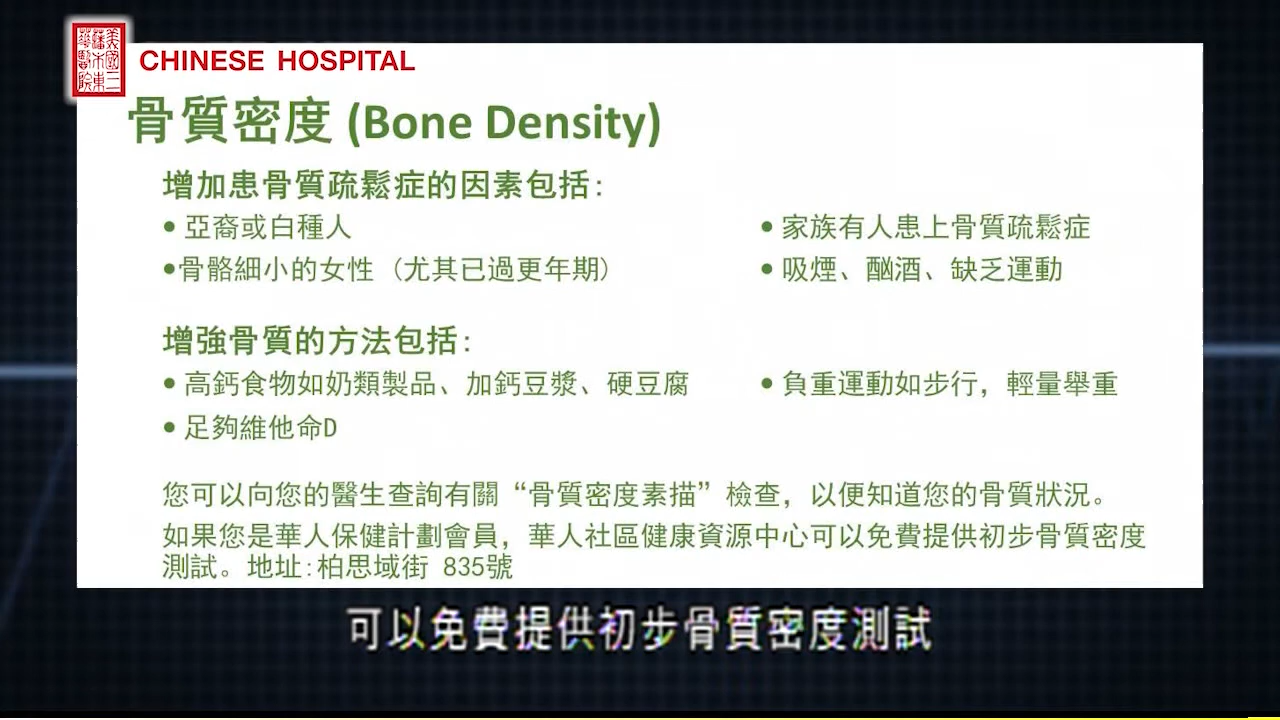 美國三藩市東華醫院
CHINESE HOSPITAL
骨質密度 (Bone Density)
增加患骨質疏鬆症的因素包括:
• 亞裔或白種人
• 家族有人患上骨質疏鬆症
•骨骼細小的女性 (尤其已過更年期)
• 吸煙、酗酒、缺乏運動
增強骨質的方法包括:
• 高鈣食物如奶類製品、加鈣豆漿、硬豆腐
• 負重運動如步行，輕量舉重
• 足夠維他命D
您可以向您的醫生查詢有關“骨質密度素描”檢查，以便知道您的骨質狀況。
如果您是華人保健計劃會員，華人社區健康資源中心可以免費提供初步骨質密度
測試。地址:柏思域街 835號
可以免費提供初步骨質密度測試